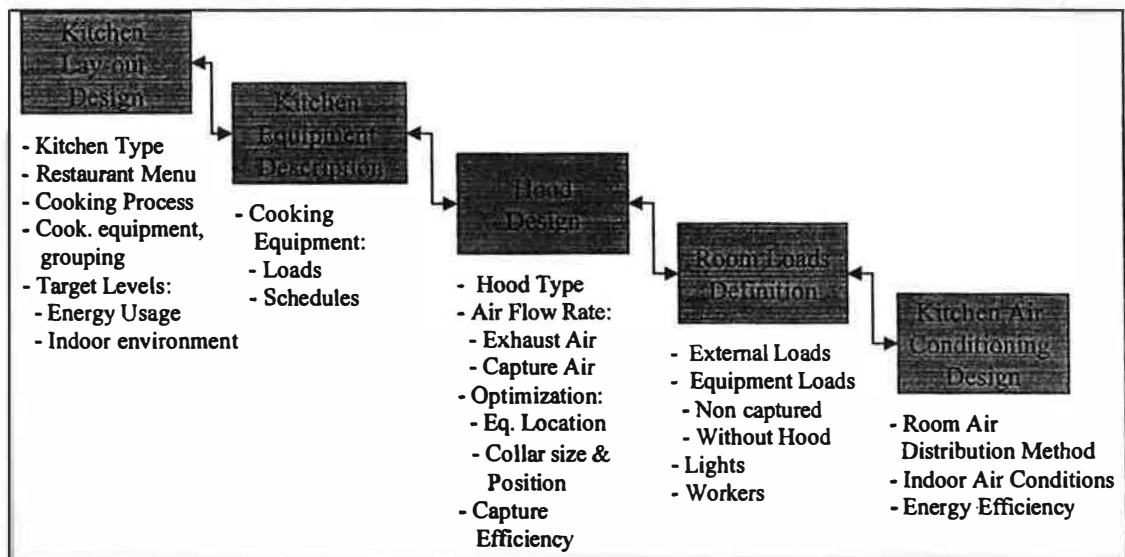 Kitchen
Lay-out
Design
- Kitchen Type
- Restaurant Menu
- Cooking Process
- Cook. equipment,
grouping
- Target Levels:
- Energy Usage
- Indoor environment
Kitchen
Equipment
Description
- Cooking
Equipment:
- Loads
- Schedules
Hood
Design
- Hood Type
- Air Flow Rate:
- Exhaust Air
- Capture Air
- Optimization:
- Eq. Location
- Collar size &
Position
- Capture
Efficiency
Room Loads
Definition
- External Loads
- Equipment Loads
- Non captured
- Without Hood
- Lights
- Workers
Kitchen Air
Conditioning
Design
- Room Air
Distribution Method
- Indoor Air Conditions
- Energy Efficiency